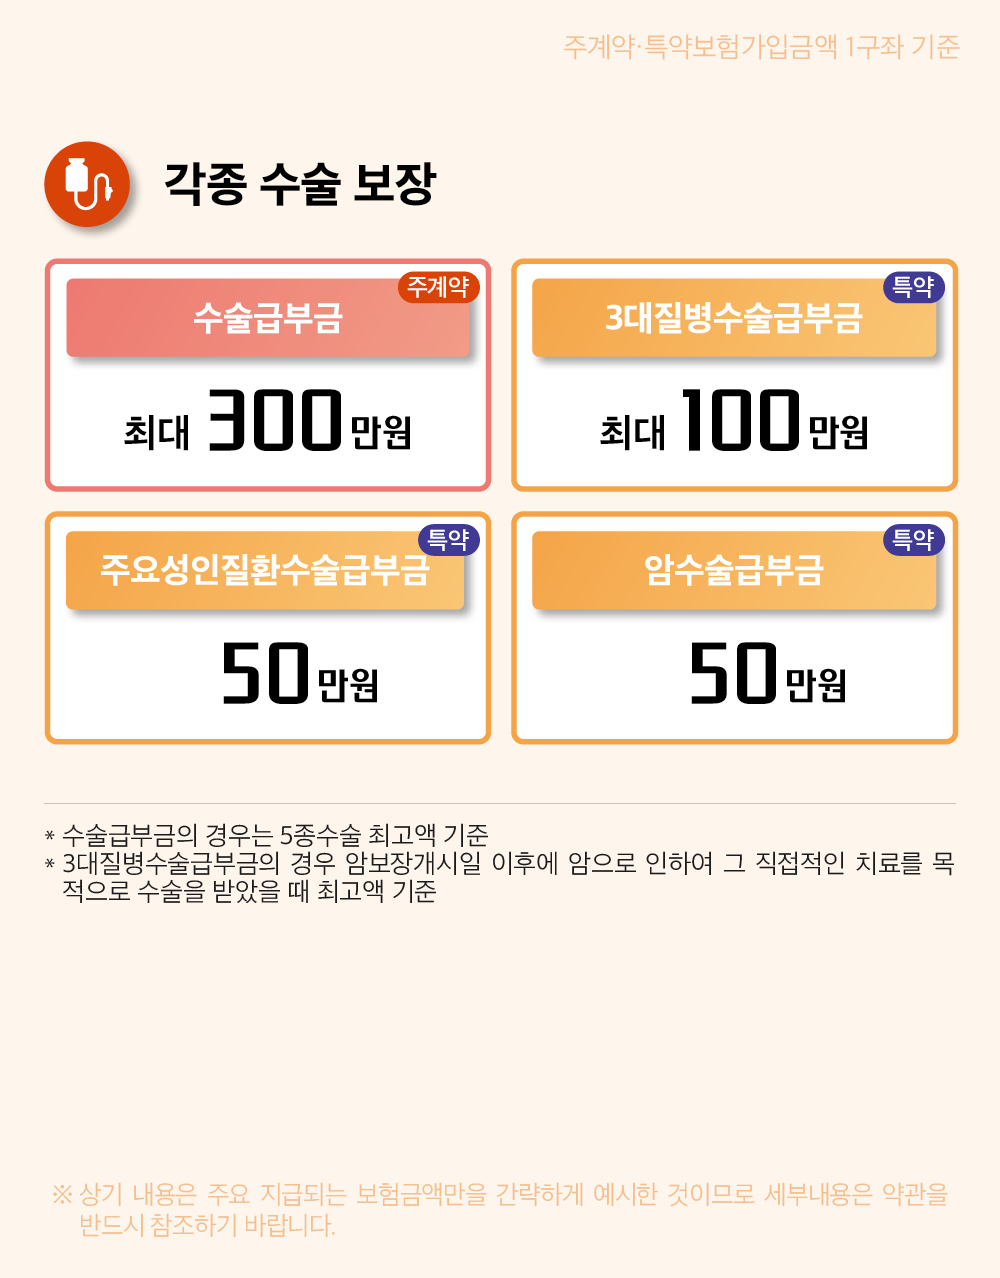 주계약·특약보험가입금액 1구좌 기준
각종 수술 보장
주계약
수술급부금
최대 300만원
특약
3대질병수술급부금
최대 100만원
특약
주요성인질환수술급부금
50만원
특약
암수술급부금
50만원
* 수술급부금의 경우는 5종수술 최고액 기준
* 3대질병수술급부금의 경우 암보장개시일 이후에 암으로 인하여 그 직접적인 치료를 목
적으로 수술을 받았을 때 최고액 기준
※ 상기 내용은 주요 지급되는 보험금액만을 간략하게 예시한 것이므로 세부내용은 약관을
반드시 참조하기 바랍니다.